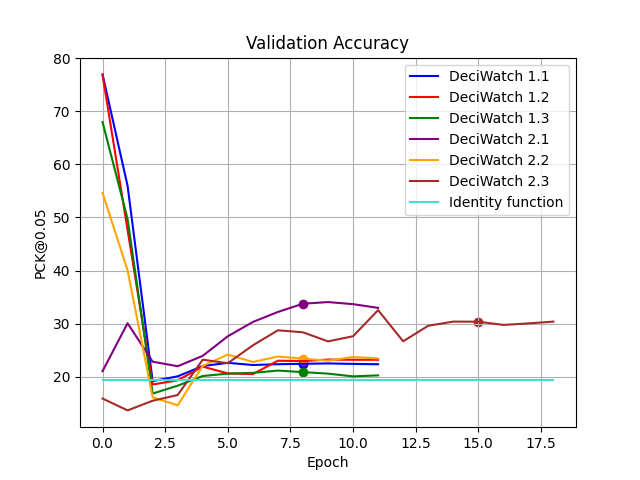 Validation Accuracy
80
70
60
50
40
30
20
PCK@0.05
DeciWatch 1.1
DeciWatch 1.2
DeciWatch 1.3
DeciWatch 2.1
DeciWatch 2.2
DeciWatch 2.3
Identity function
0.0 2.5 5.0 7.5 10.0 12.5 15.0 17.5
Epoch